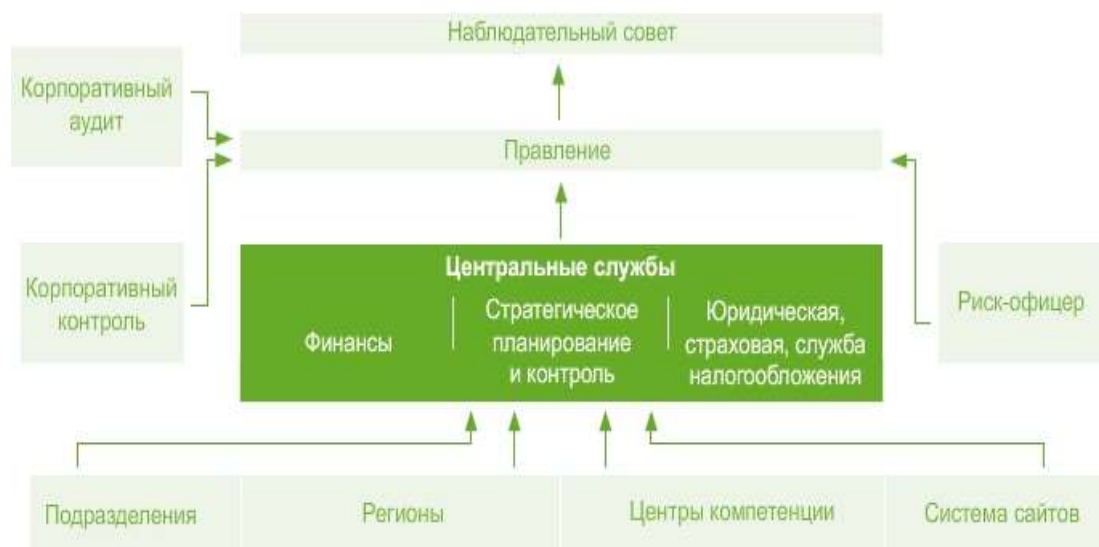 Наблюдательный совет
Корпоративный
аудит
Правление
Корпоративный
контроль
Центральные службы
Финансы
Стратегическое
планирование
и контроль
Юридическая,
страховая, служба
налогообложения
Риск-офицер
Подразделения
Регионы
Центры компетенции
Система сайтов